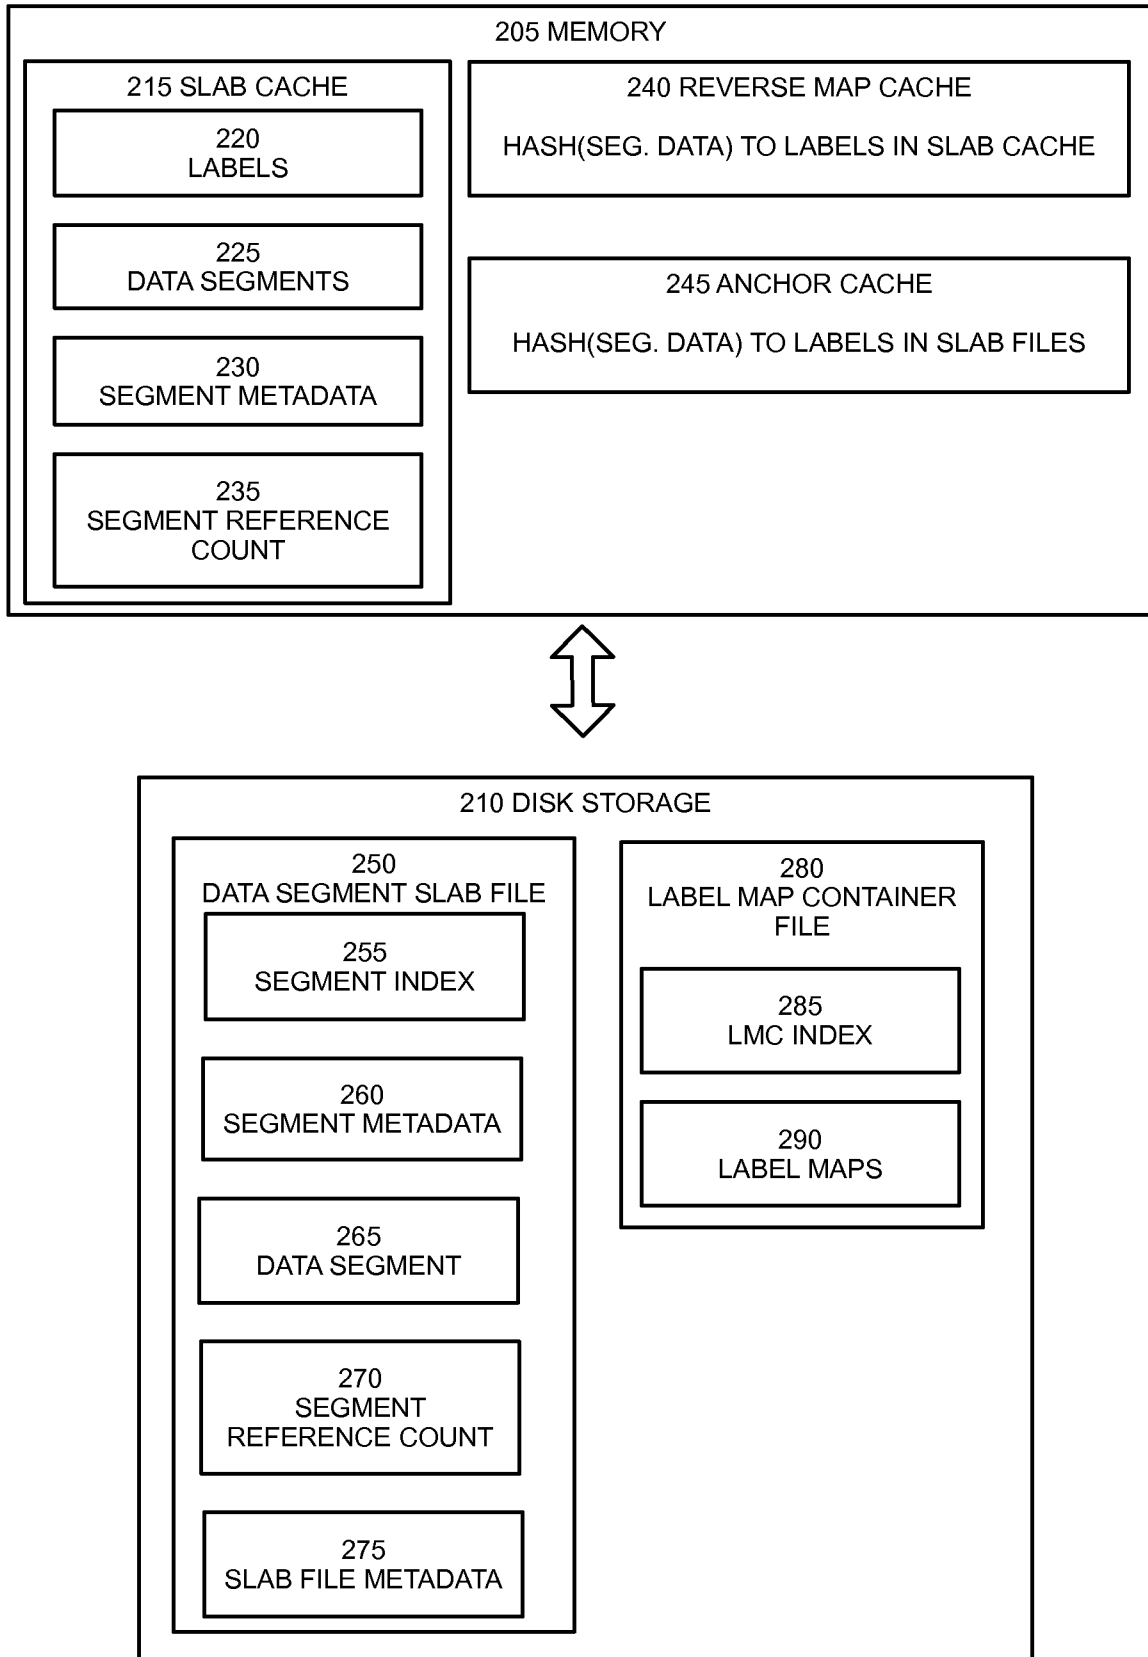 205 MEMORY
215 SLAB CACHE
220
LABELS
225
DATA SEGMENTS
230
SEGMENT METADATA
235
SEGMENT REFERENCE
COUNT
240 REVERSE MAP CACHE
HASH(SEG. DATA) TO LABELS IN SLAB CACHE
245 ANCHOR CACHE
HASH(SEG. DATA) TO LABELS IN SLAB FILES
210 DISK STORAGE
250
DATA SEGMENT SLAB FILE
255
SEGMENT INDEX
260
SEGMENT METADATA
265
DATA SEGMENT
270
SEGMENT
REFERENCE COUNT
275
SLAB FILE METADATA
280
LABEL MAP CONTAINER
FILE
285
LMC INDEX
290
LABEL MAPS